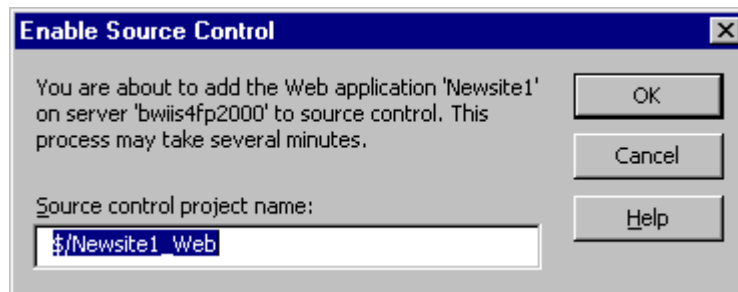 Enable Source Control
You are about to add the Web application 'Newsite1'
on server 'bwiis4fp2000' to source control. This
process may take several minutes.
OK
Cancel
Source control project name:
$/Newsite1_Web
Help